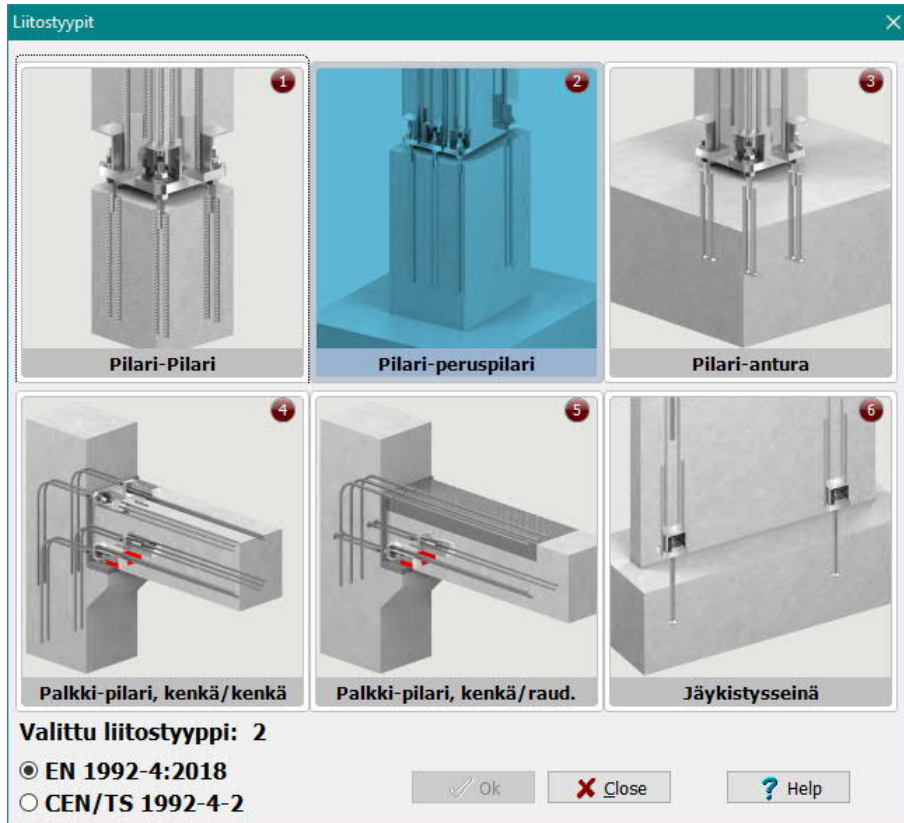 Liitostyypit
1
2
3
Pilari-Pilari
Pilari-peruspilari
Pilari-antura
4
5
6
Palkki-pilari, kenkä/kenkä
Palkki-pilari, kenkä/raud.
Jäykistysseinä
Valittu liitostyyppi: 2
EN 1992-4:2018
CEN/TS 1992-4-2
Ok
Close
? Help